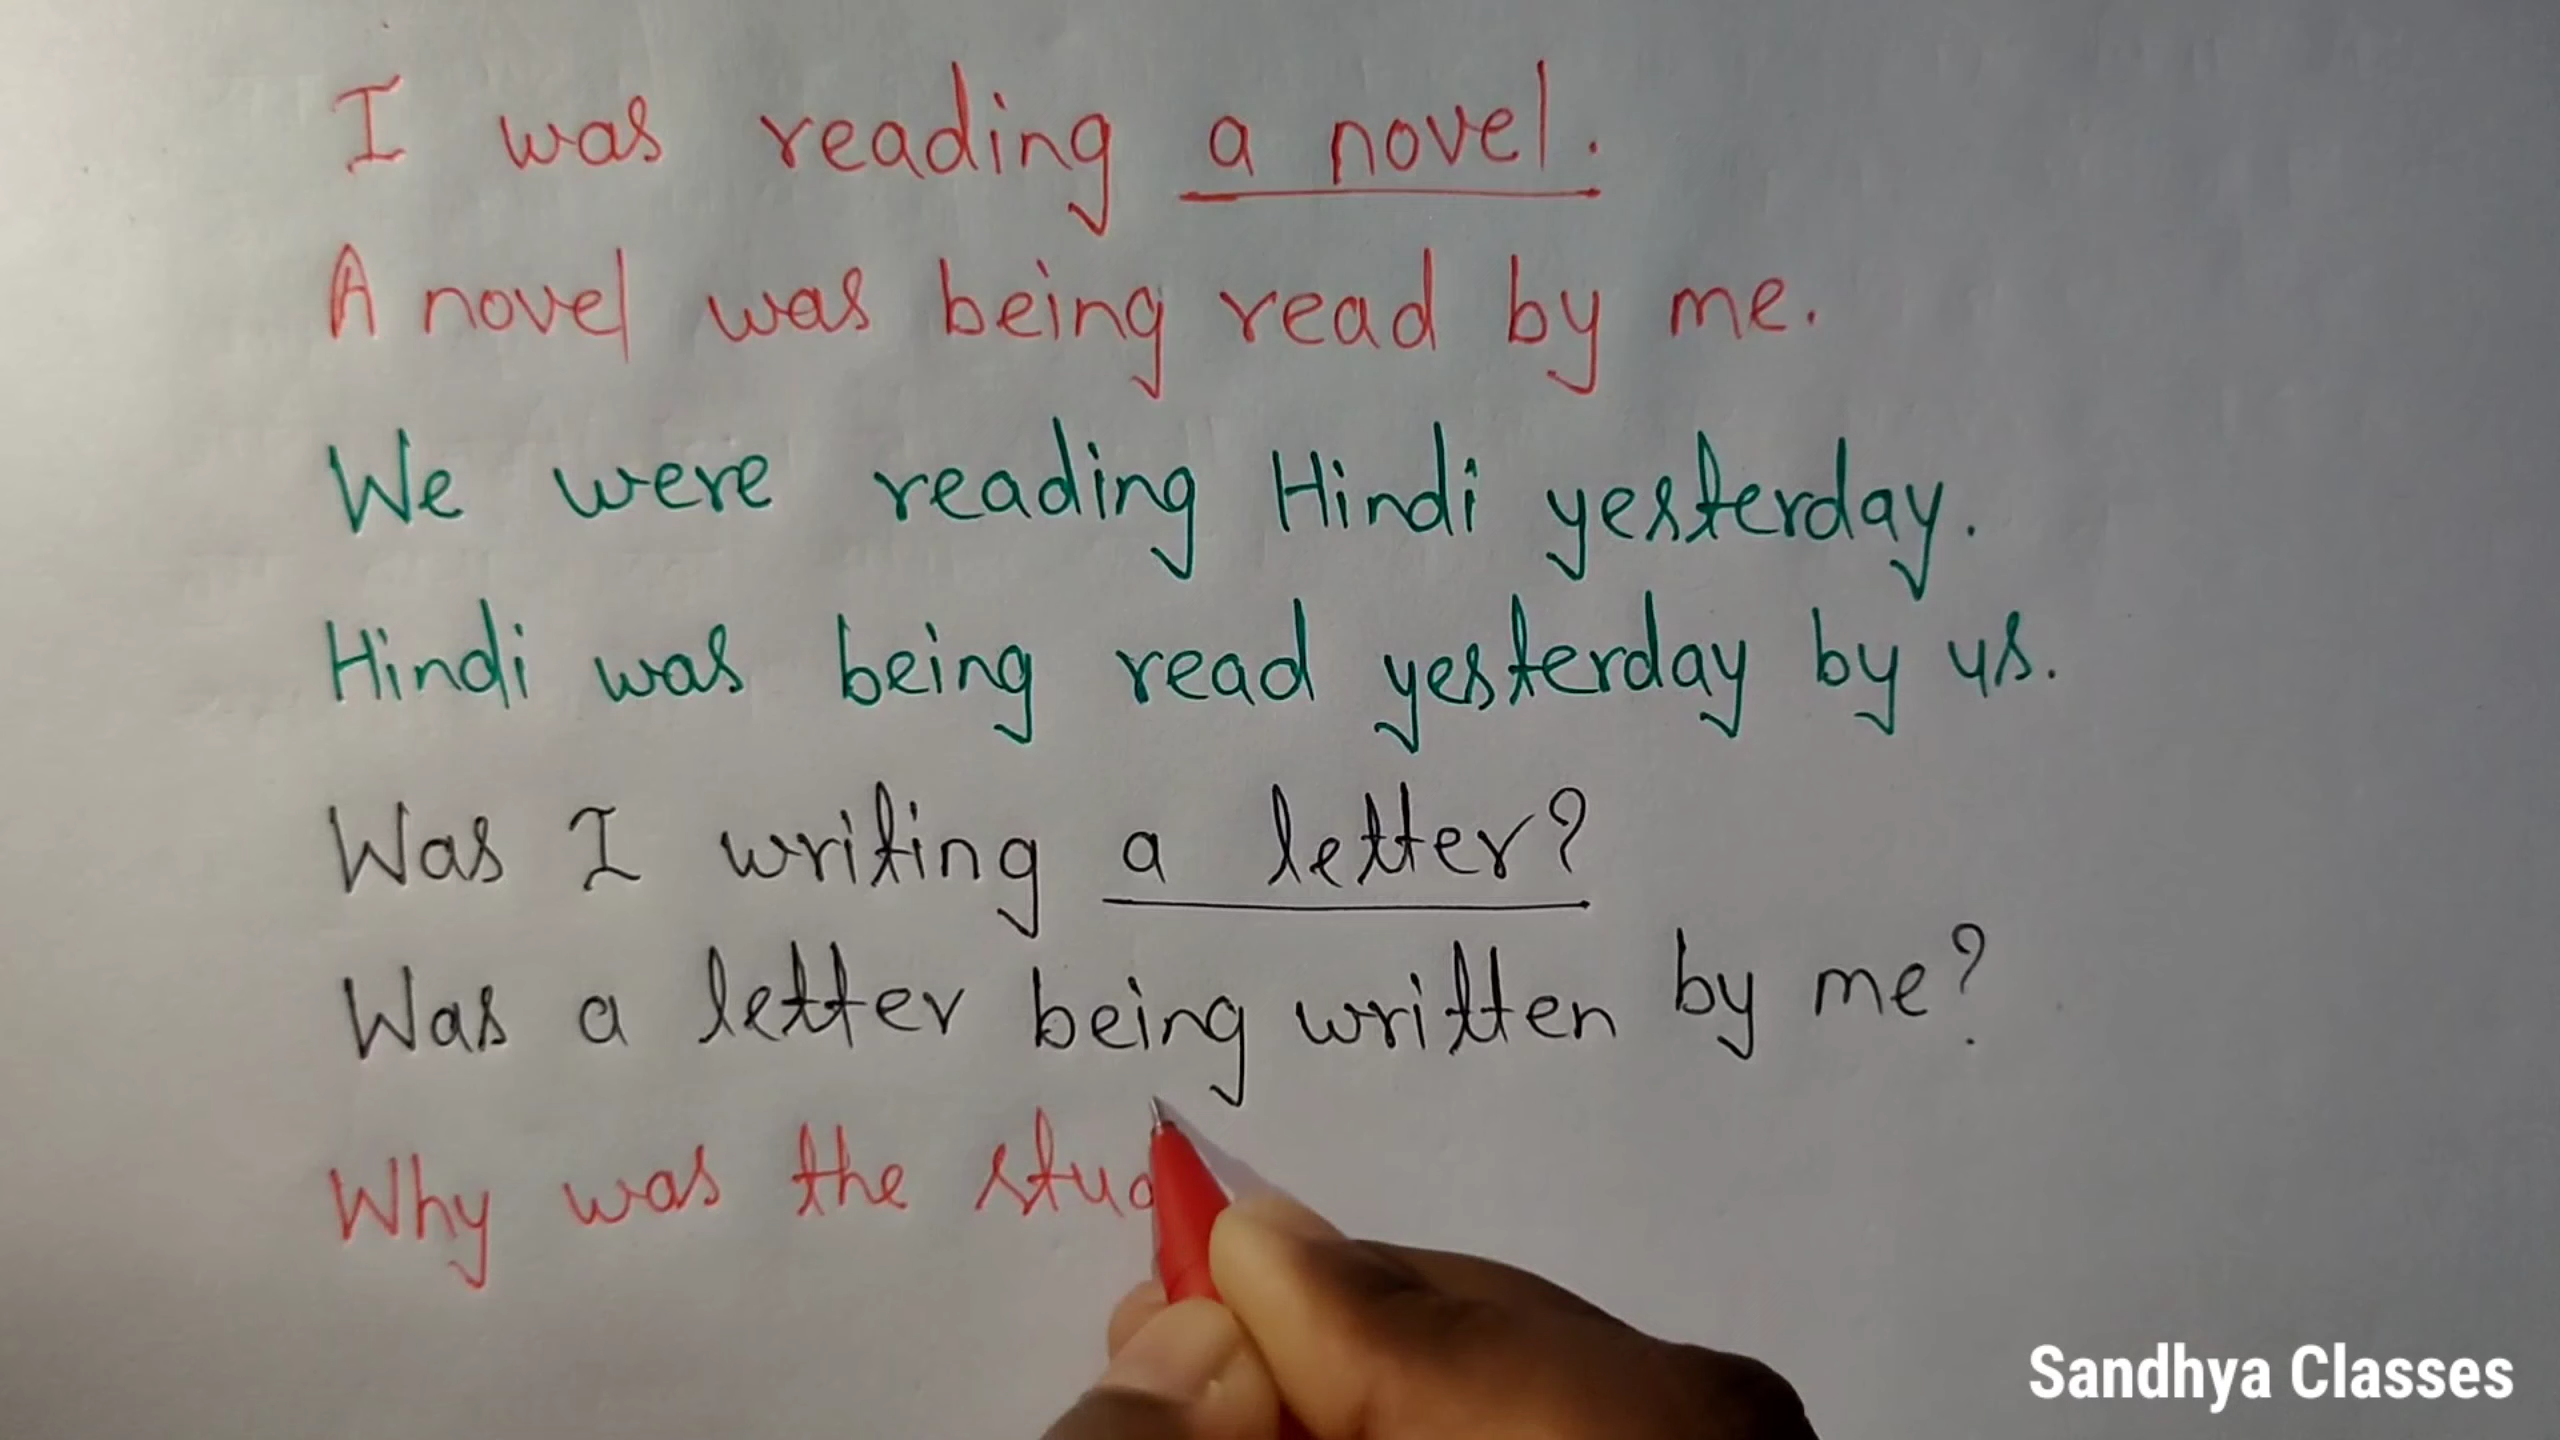 I was reading a novel.
A novel was being read by me.
We were reading Hindi yesterday.
Hindi was being read yesterday by us.
Was I writing a letter?
Was a letter being written by me?
Why was the stud
Sandhya Classes